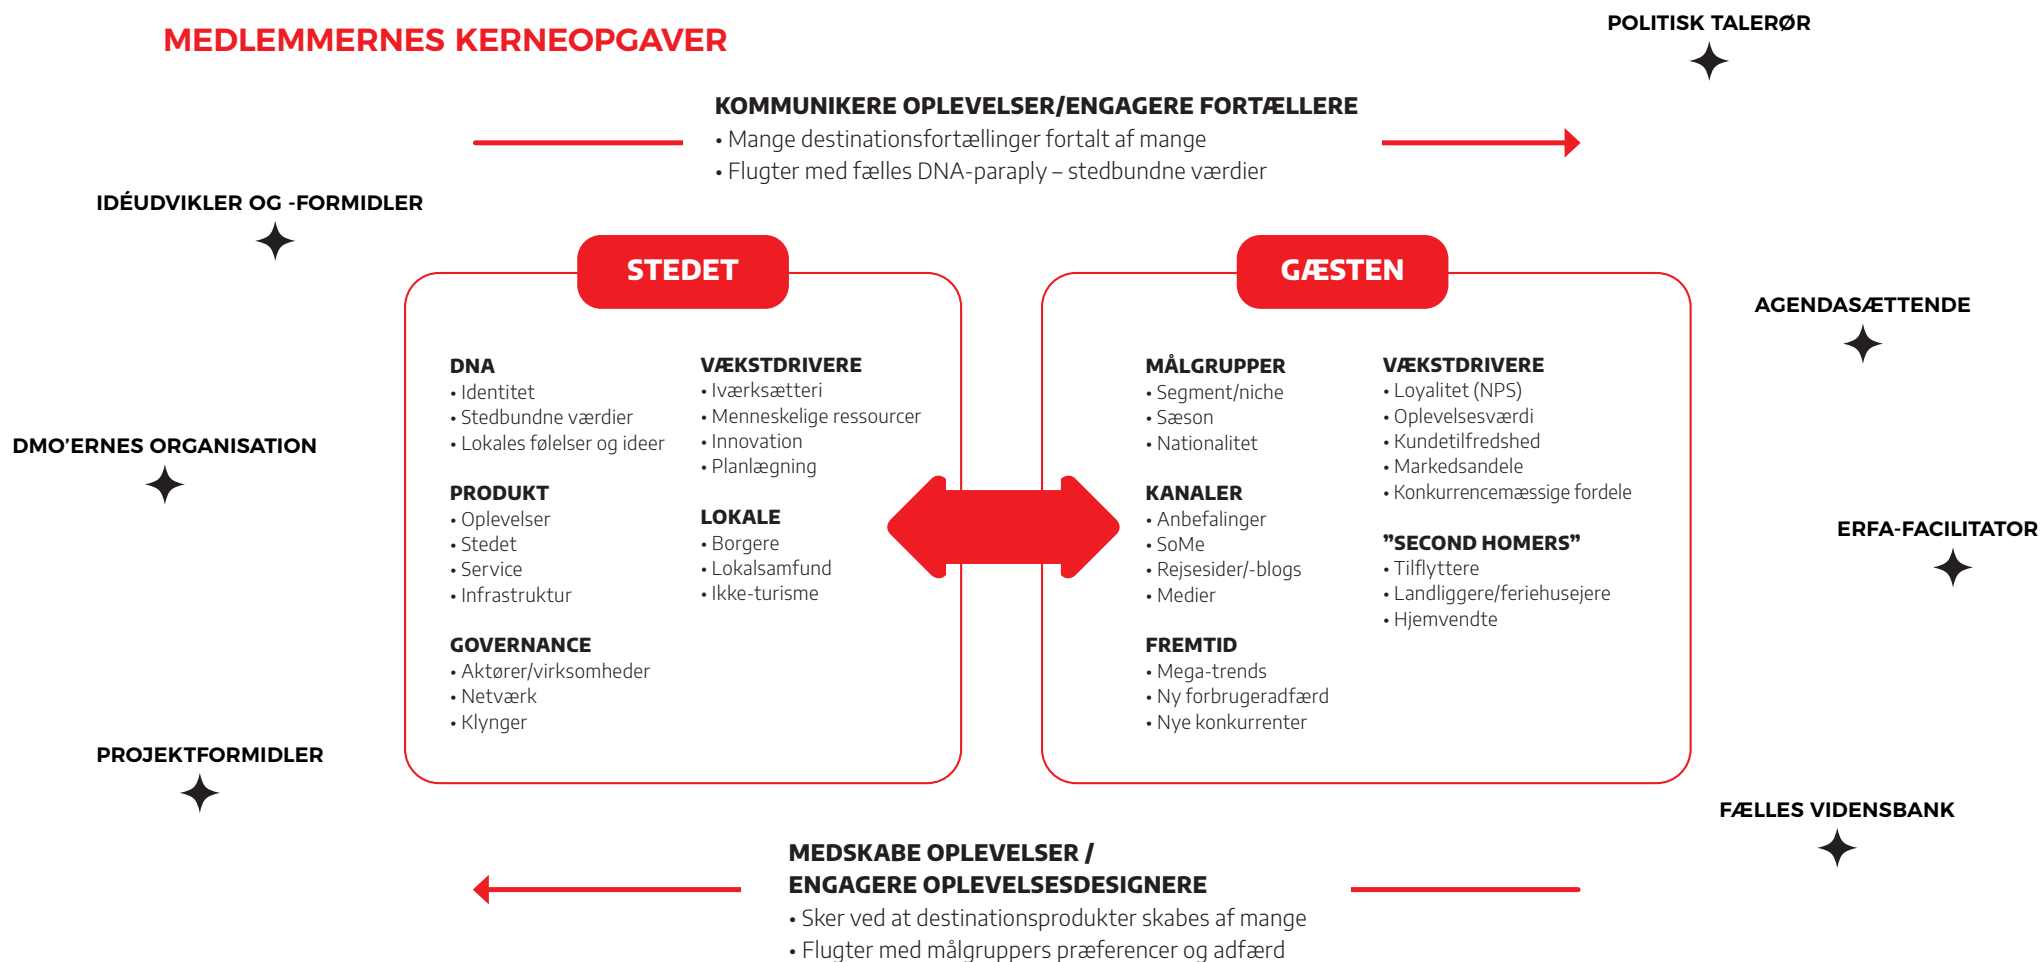 MEDLEMMERNES KERNEOPGAVER
POLITISK TALERØR
KOMMUNIKERE OPLEVELSER/ENGAGERE FORTÆLLERE
• Mange destinationsfortællinger fortalt af mange
• Flugter med fælles DNA-paraply – stedbundne værdier
IDÉUDVIKLER OG -FORMIDLER
DMO’ERNES ORGANISATION
PROJEKTFORMIDLER
STEDET
DNA
• Identitet
• Stedbundne værdier
• Lokales følelser og ideer
PRODUKT
• Oplevelser
• Stedet
• Service
• Infrastruktur
GOVERNANCE
• Aktører/virksomheder
• Netværk
• Klynger
VÆKSTDRIVERE
• Iværksætteri
• Menneskelige ressourcer
• Innovation
• Planlægning
LOKALE
• Borgere
• Lokalsamfund
• Ikke-turisme
GÆSTEN
MÅLGRUPPER
• Segment/niche
• Sæson
• Nationalitet
KANALER
• Anbefalinger
• SoMe
• Rejsesider/-blogs
• Medier
FREMTID
• Mega-trends
• Ny forbrugeradfærd
• Nye konkurrenter
VÆKSTDRIVERE
• Loyalitet (NPS)
• Oplevelsesværdi
• Kundetilfredshed
• Markedsandele
• Konkurrencemæssige fordele
”SECOND HOMERS”
• Tilflyttere
• Landliggere/feriehusejere
• Hjemvendte
AGENDASÆTTENDE
ERFA-FACILITATOR
FÆLLES VIDENSBANK
MEDSKABE OPLEVELSER /
ENGAGERE OPLEVELSESDESIGNERE
• Sker ved at destinationsprodukter skabes af mange
• Flugter med målgruppers præferencer og adfærd